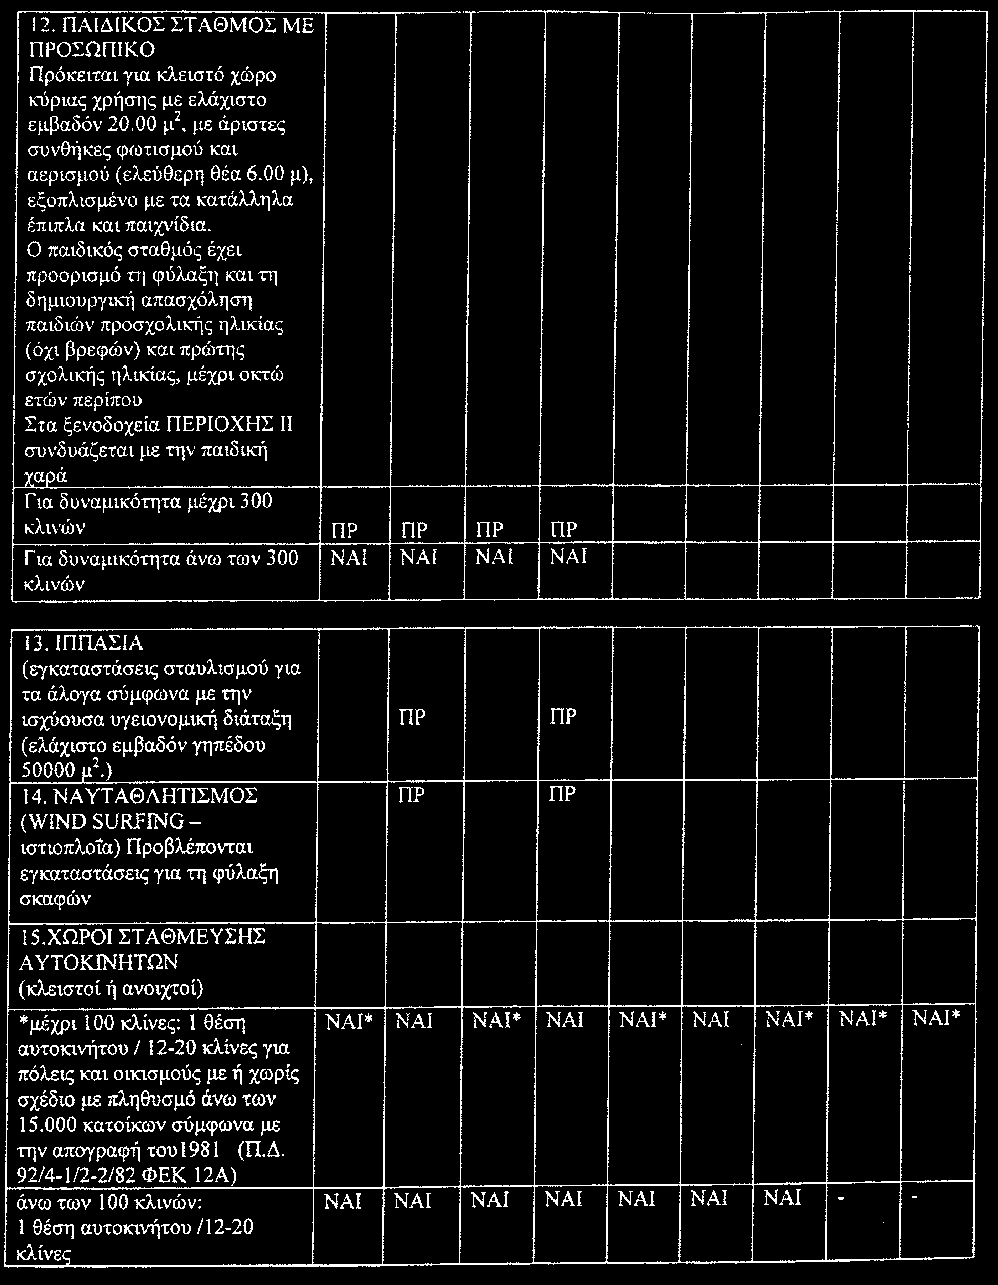 12. ΠΑΙΔΙΚΟΣ ΣΤΑΘΜΟΣ ΜΕ
ΠΡΟΣΩΠΙΚΟ
Πρόκειται για κλειστό χώρο
κύριας χρήσης με ελάχιστο
εμβαδόν 20.00 μ², με άριστες
συνθήκες φωτισμού και
αερισμού (ελεύθερη θέα 6.00 μ),
εξοπλισμένο με τα κατάλληλα
έπιπλα και παιχνίδια.
Ο παιδικός σταθμός έχει
προορισμό τη φύλαξη και τη
δημιουργική απασχόληση
παιδιών προσχολικής ηλικίας
(όχι βρεφών) και πρώτης
σχολικής ηλικίας, μέχρι οκτώ
ετών περίπου
Στα ξενοδοχεία ΠΕΡΙΟΧΗΣ ΙΙ
συνδυάζεται με την παιδική
χαρά
Για δυναμικότητα μέχρι 300
κλινών ΠΡ ΠΡ ΠΡ ΠΡ
Για δυναμικότητα άνω των 300 ΝΑΙ ΝΑΙ ΝΑΙ ΝΑΙ
κλινών
13. ΙΠΠΑΣΙΑ
(εγκαταστάσεις σταυλισμού για
τα άλογα σύμφωνα με την
ισχύουσα υγειονομική διάταξη ΠΡ ΠΡ
(ελάχιστο εμβαδόν γηπέδου
50000 μ².)
14. ΝΑΥΤΑΘΛΗΤΙΣΜΟΣ ΠΡ ΠΡ
(WIND SURFING –
ιστιοπλοΐα) Προβλέπονται
εγκαταστάσεις για τη φύλαξη
σκαφών
15.ΧΩΡΟΙ ΣΤΑΘΜΕΥΣΗΣ
ΑΥΤΟΚΙΝΗΤΩΝ
(κλειστοί ή ανοιχτοί)
*μέχρι 100 κλίνες: 1 θέση ΝΑΙ* ΝΑΙ ΝΑΙ* ΝΑΙ ΝΑΙ* ΝΑΙ ΝΑΙ* ΝΑΙ* ΝΑΙ*
αυτοκινήτου / 12-20 κλίνες για
πόλεις και οικισμούς με ή χωρίς
σχέδιο με πληθυσμό άνω των
15.000 κατοίκων σύμφωνα με
την απογραφή του1981 (Π.Δ.
92/4-1/2-2/82 ΦΕΚ 12Α)
άνω των 100 κλινών: ΝΑΙ ΝΑΙ ΝΑΙ ΝΑΙ ΝΑΙ ΝΑΙ ΝΑΙ - -
1 θέση αυτοκινήτου /12-20
κλίνες